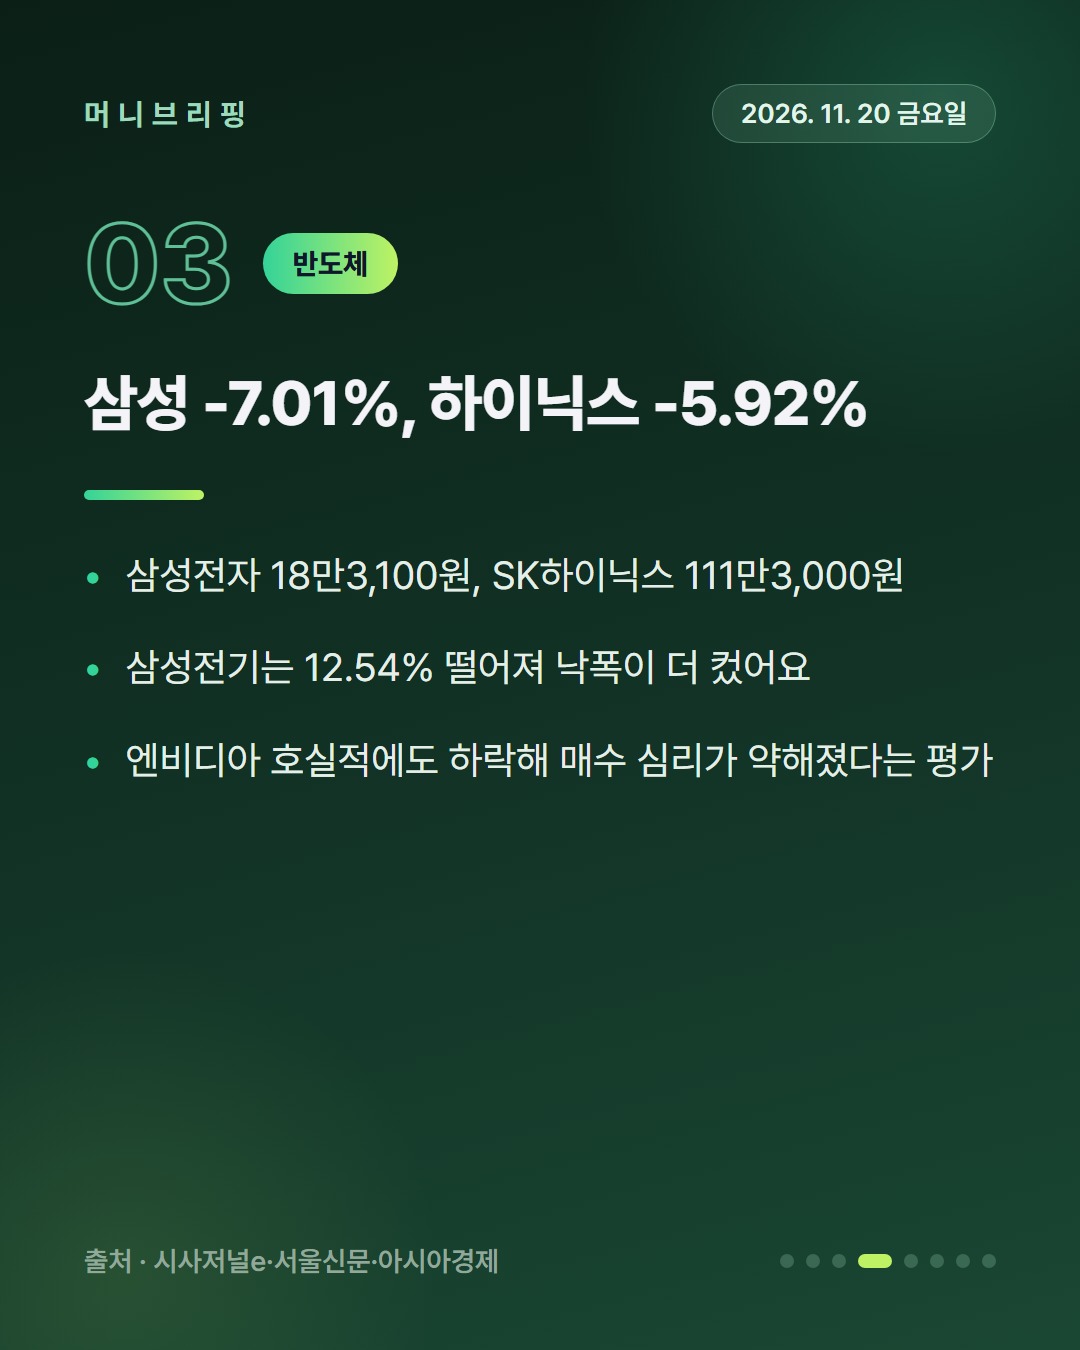 머니브리핑
2026. 11. 20 금요일
03
반도체
삼성 -7.01%, 하이닉스 -5.92%
• 삼성전자 18만3,100원, SK하이닉스 111만3,000원
• 삼성전기는 12.54% 떨어져 낙폭이 더 컸어요
• 엔비디아 호실적에도 하락해 매수 심리가 약해졌다는 평가
출처 · 시사저널e·서울신문·아시아경제